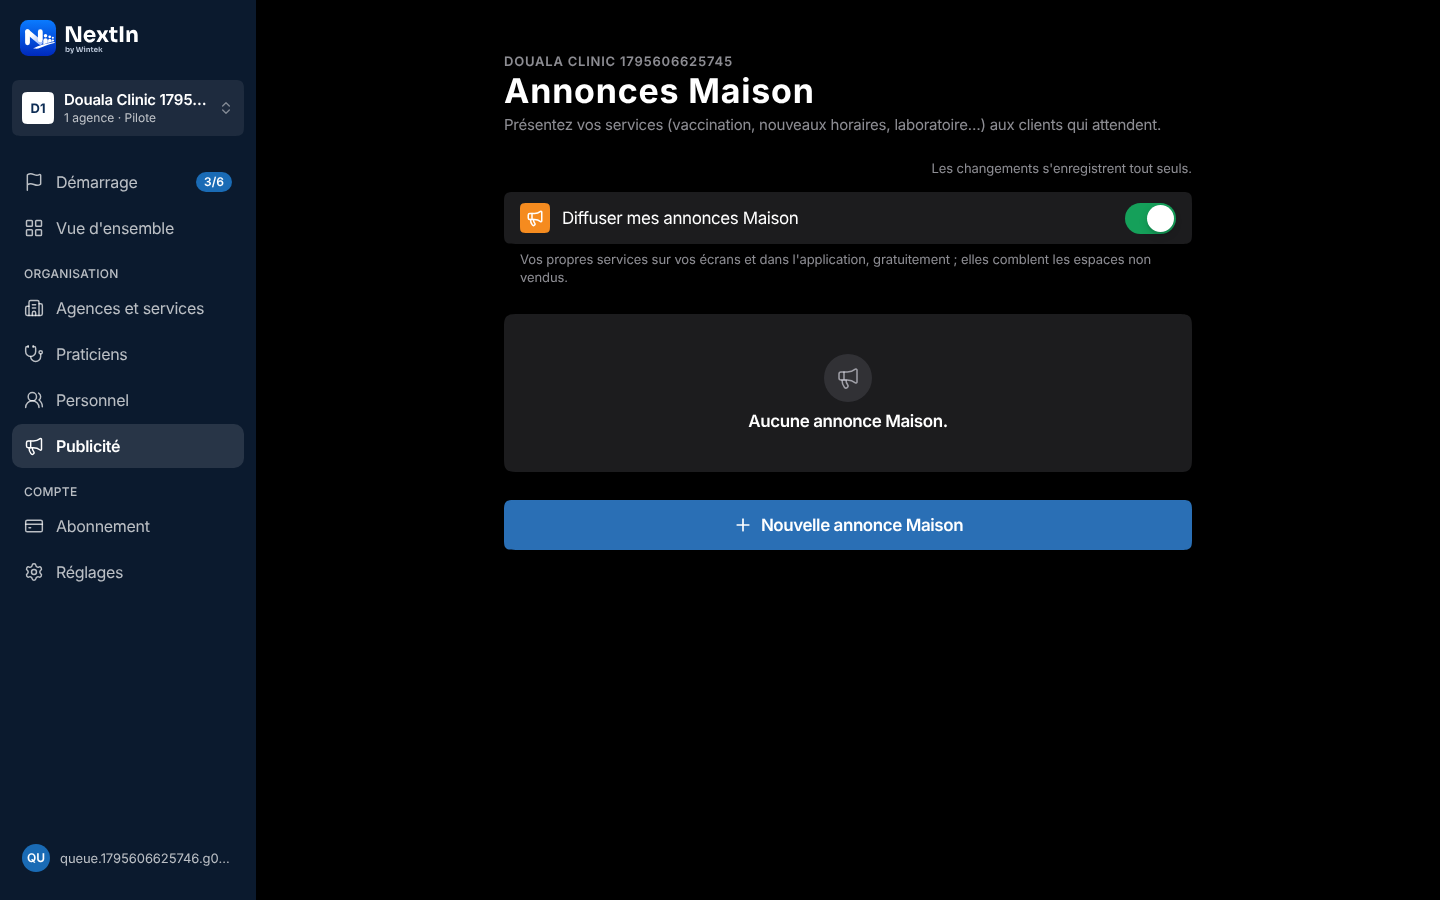 NextIn
by Wintek
D1
Douala Clinic 1795...
1 agence · Pilote
Démarrage
3/6
Vue d'ensemble
ORGANISATION
Agences et services
Praticiens
Personnel
Publicité
COMPTE
Abonnement
Réglages
QU
queue.1795606625746.g0...
DOUALA CLINIC 1795606625745
Annonces Maison
Présentez vos services (vaccination, nouveaux horaires, laboratoire...) aux clients qui attendent.
Les changements s'enregistrent tout seuls.
Diffuser mes annonces Maison
Vos propres services sur vos écrans et dans l'application, gratuitement ; elles comblent les espaces non
vendus.
Aucune annonce Maison.
Nouvelle annonce Maison